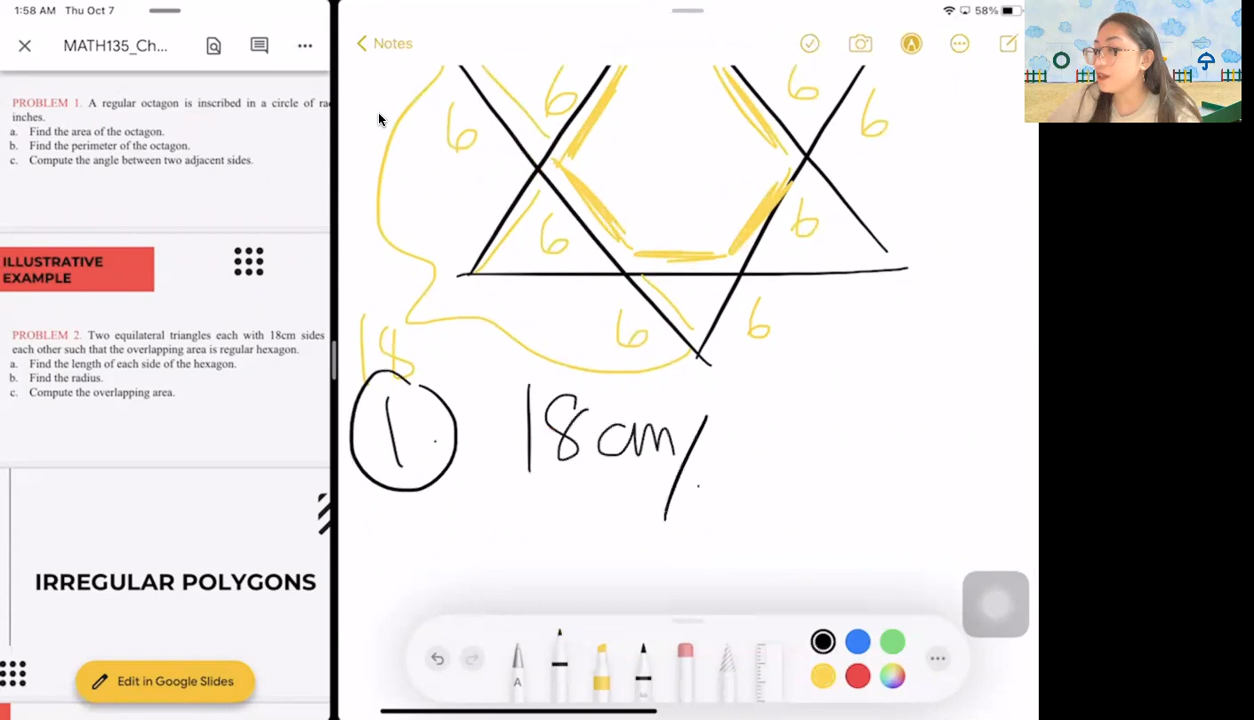 1:58 AM Thu Oct 7
MATH135_Ch...
PROBLEM 1. A regular octagon is inscribed in a circle of ra
inches.
a. Find the area of the octagon.
b. Find the perimeter of the octagon.
c. Compute the angle between two adjacent sides.
ILLUSTRATIVE
EXAMPLE
PROBLEM 2. Two equilateral triangles each with 18cm sides
each other such that the overlapping area is regular hexagon.
a. Find the length of each side of the hexagon.
b. Find the radius.
c. Compute the overlapping area.
IRREGULAR POLYGONS
Edit in Google Slides
58%
Notes
6 6
6 6
6 6
6 6
18
1. 18cm/
A